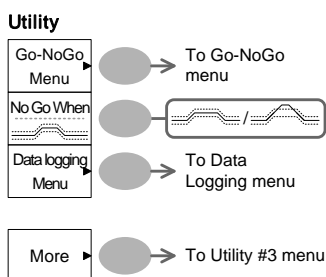 Utility
Go-NoGo
Menu
To Go-NoGo
menu
No Go When
/
Data logging
Menu
To Data
Logging menu
More
To Utility #3 menu